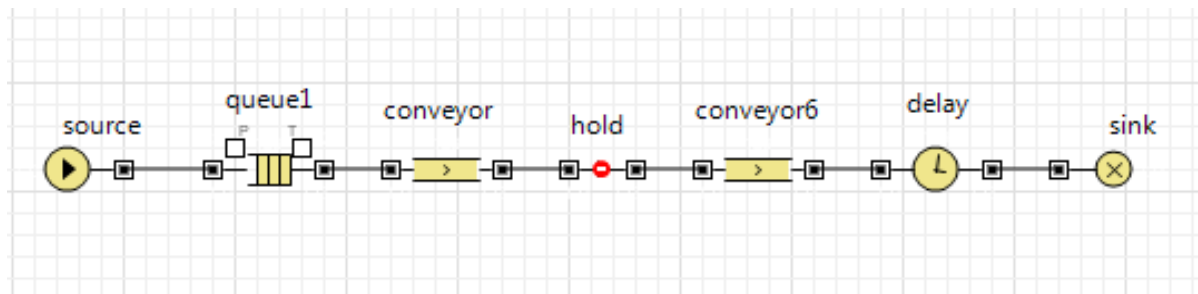 source
queue1
P T
conveyor
hold
conveyor6
delay
sink